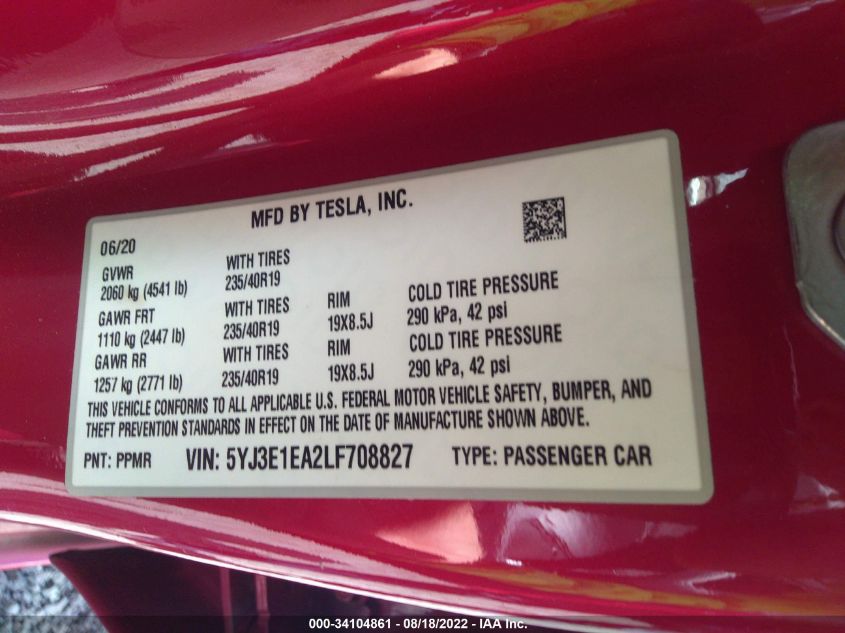 MFD BY TESLA, INC.
06/20
GVWR WITH TIRES
2060 kg (4541 lb) 235/40R19
GAWR FRT WITH TIRES RIM COLD TIRE PRESSURE
1110 kg (2447 lb) 235/40R19 19X8.5J 290 kPa, 42 psi
GAWR RR WITH TIRES RIM COLD TIRE PRESSURE
1257 kg (2771 lb) 235/40R19 19X8.5J 290 kPa, 42 psi
THIS VEHICLE CONFORMS TO ALL APPLICABLE U.S. FEDERAL MOTOR VEHICLE SAFETY, BUMPER, AND
THEFT PREVENTION STANDARDS IN EFFECT ON THE DATE OF MANUFACTURE SHOWN ABOVE.
PNT: PPMR VIN: 5YJ3E1EA2LF708827 TYPE: PASSENGER CAR
000-34104861 - 08/18/2022 - IAA Inc.